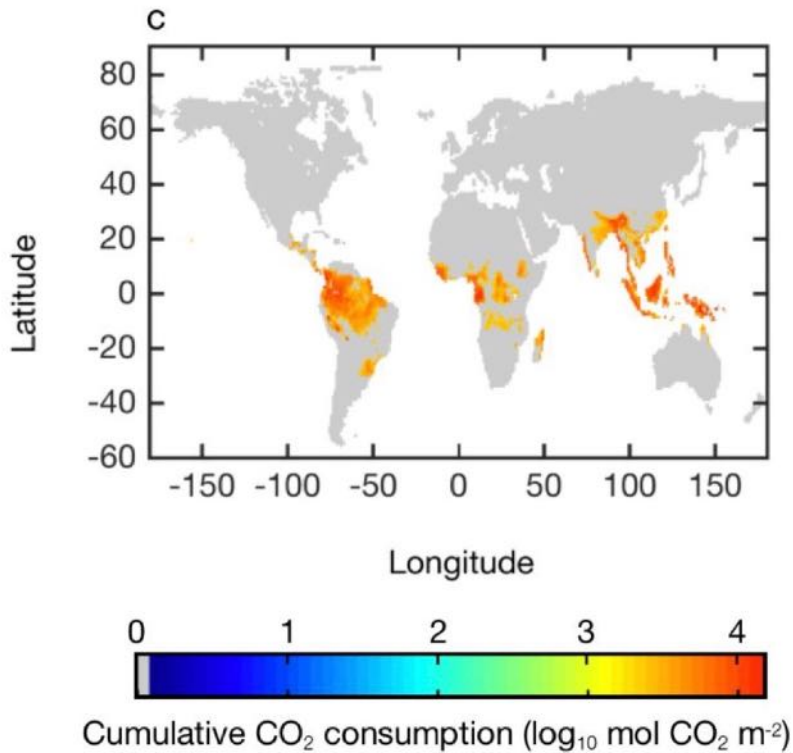 C
80
60
40
20
0
-20
-40
-60
Latitude
-150 -100 -50 0 50 100 150
Longitude
0 1 2 3 4
Cumulative CO₂ consumption (log₁₀ mol CO₂ m⁻²)